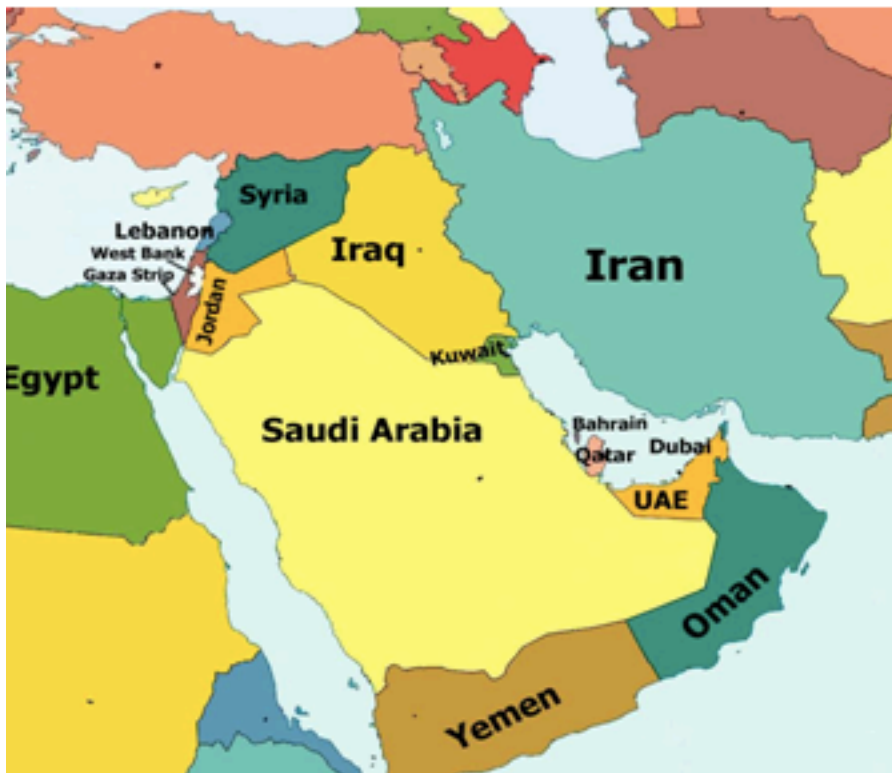 Syria
Lebanon
West Bank
Gaza Strip
Iraq
Iran
Jordan
Kuwait
Egypt
Saudi Arabia
Bahrain
Qatar
Dubai
UAE
Oman
Yemen